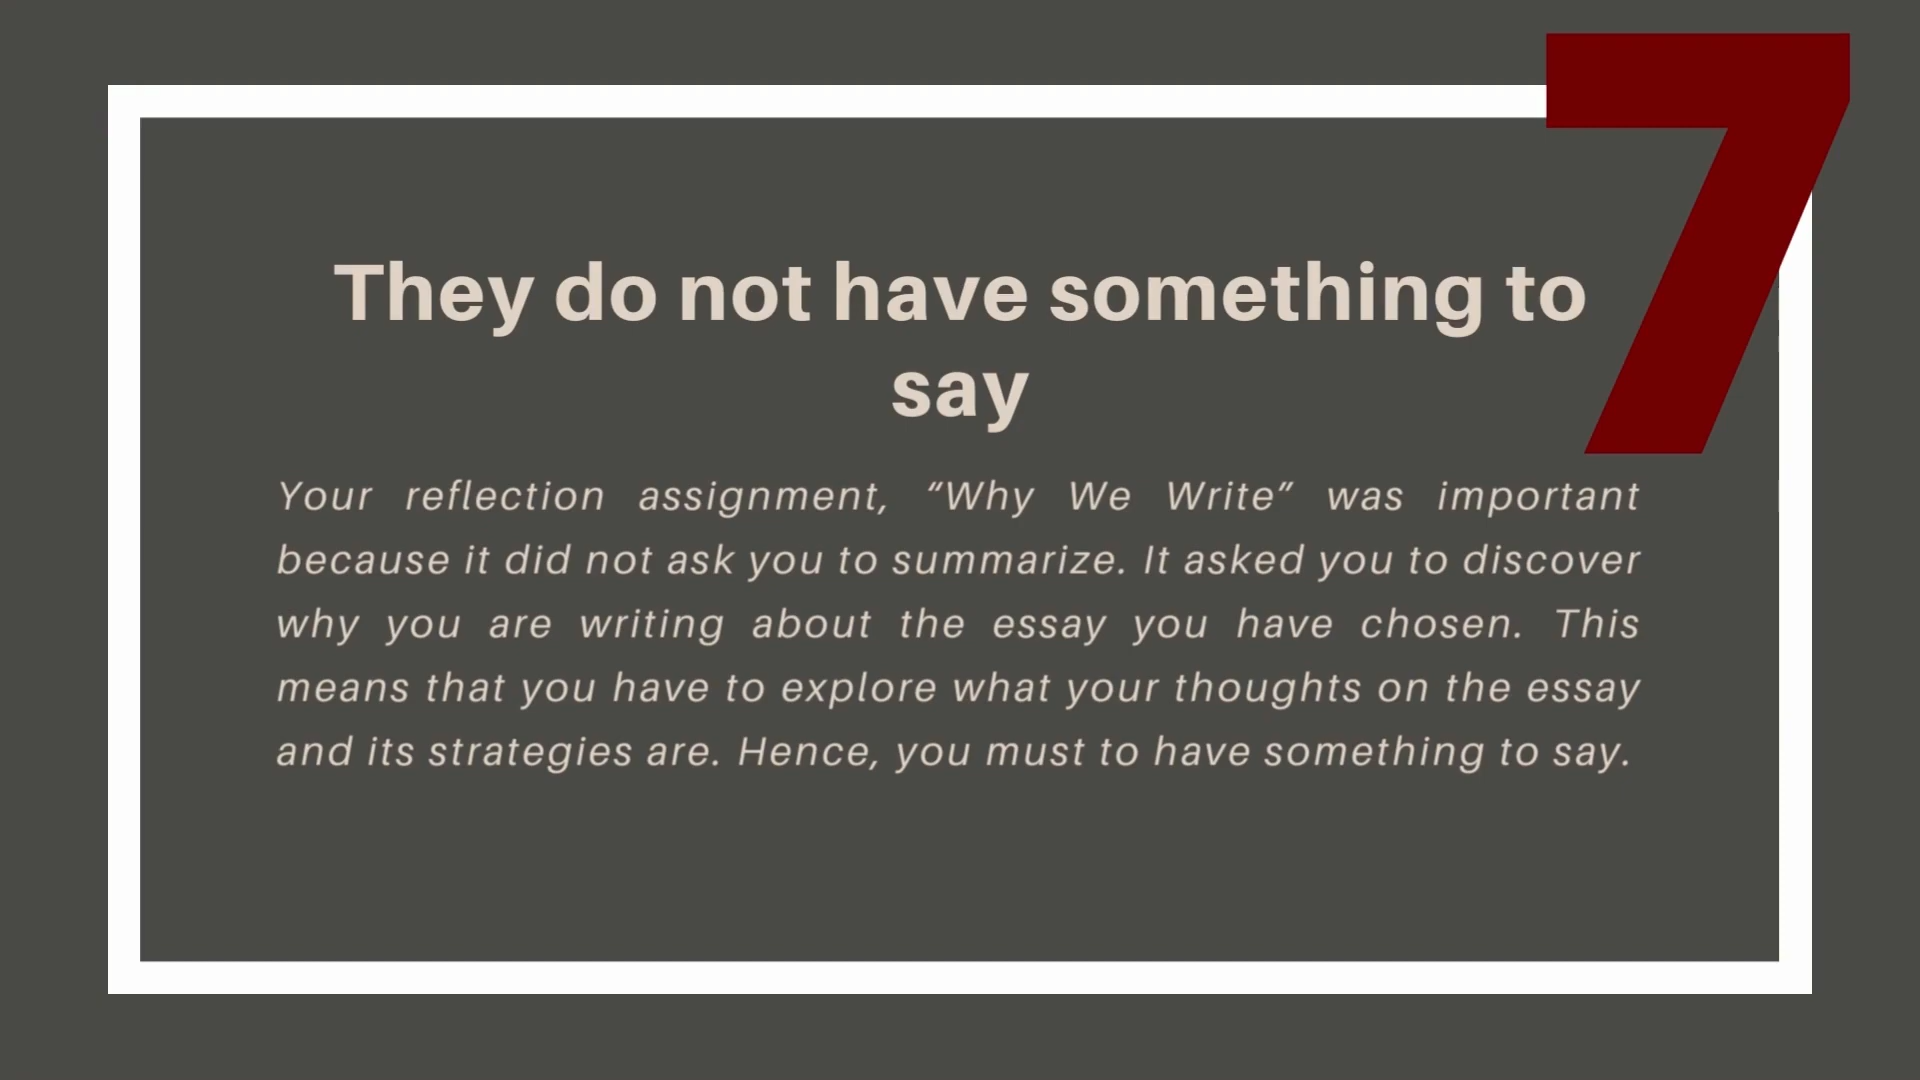 7
They do not have something to
say
Your reflection assignment, “Why We Write” was important
because it did not ask you to summarize. It asked you to discover
why you are writing about the essay you have chosen. This
means that you have to explore what your thoughts on the essay
and its strategies are. Hence, you must to have something to say.